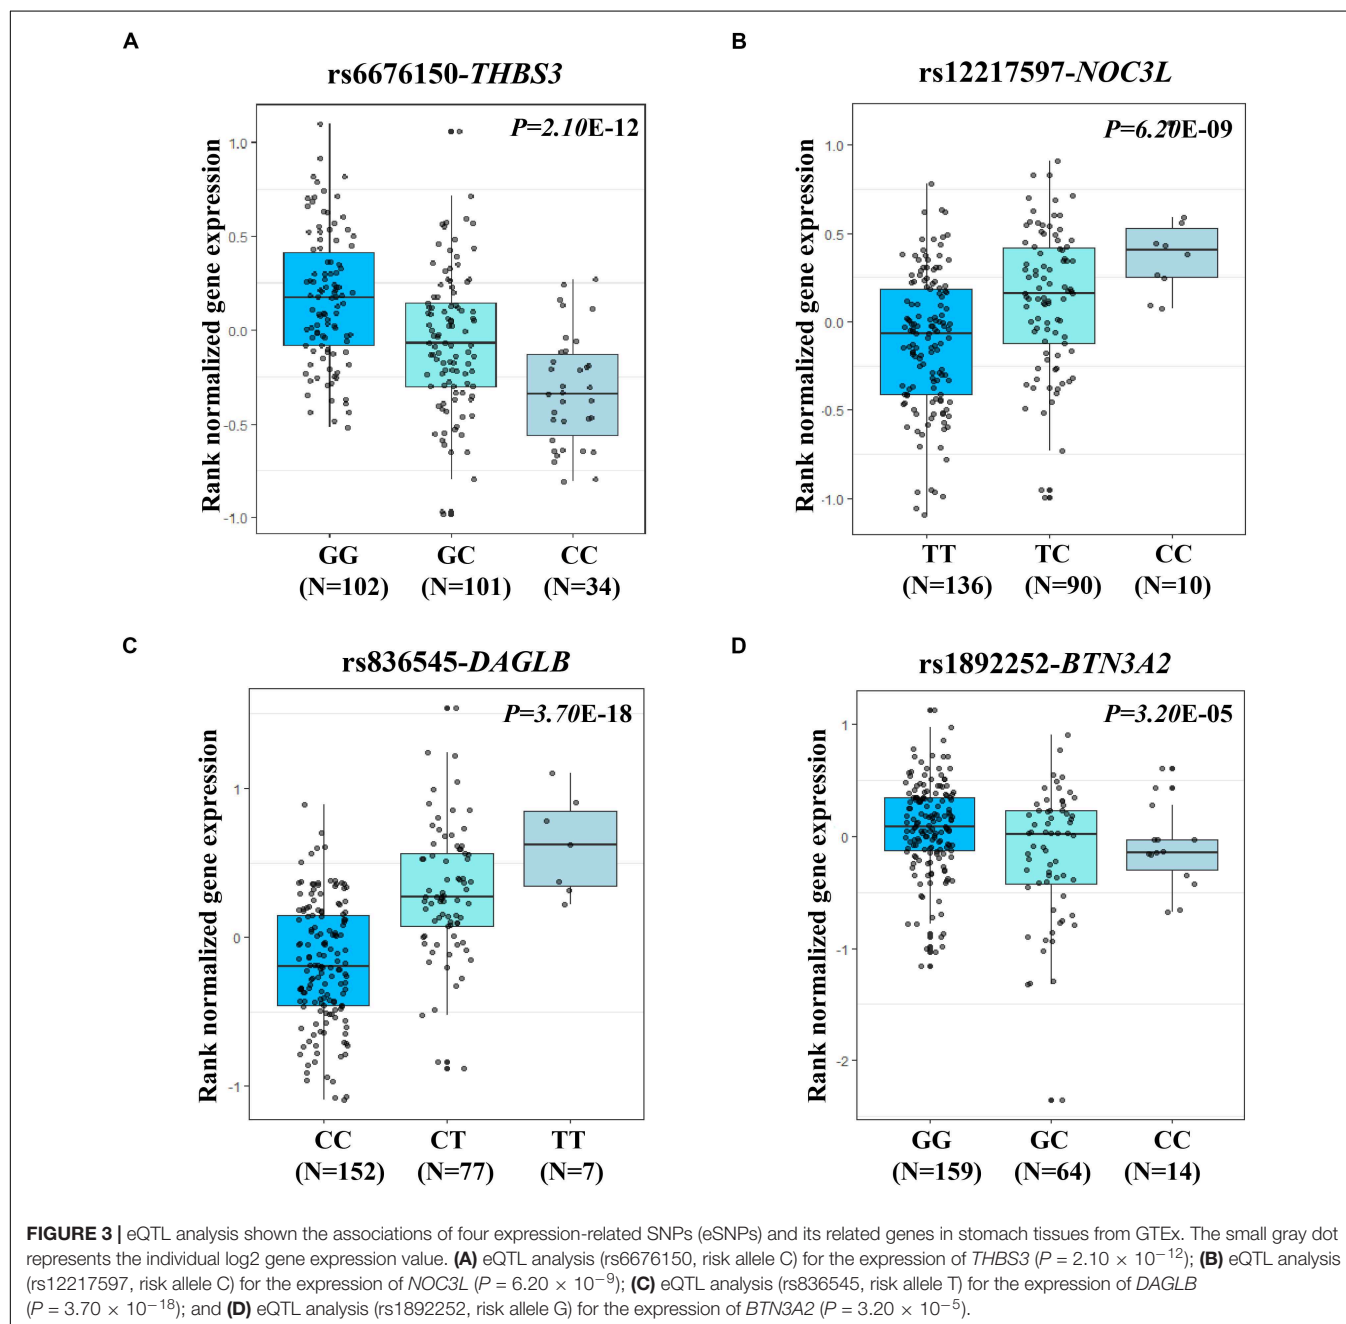 A
rs6676150-THBS3
P=2.10E-12
Rank normalized gene expression
1.0
0.5
0.0
-0.5
-1.0
GG
GC
CC
(N=102)
(N=101)
(N=34)
B
rs12217597-NOC3L
P=6.20E-09
Rank normalized gene expression
1.0
0.5
0.0
-0.5
-1.0
TT
TC
CC
(N=136)
(N=90)
(N=10)
C
rs836545-DAGLB
P=3.70E-18
Rank normalized gene expression
1
0
-1
CC
CT
TT
(N=152)
(N=77)
(N=7)
D
rs1892252-BTN3A2
P=3.20E-05
Rank normalized gene expression
1
0
-1
-2
GG
GC
CC
(N=159)
(N=64)
(N=14)
FIGURE 3 | eQTL analysis shown the associations of four expression-related SNPs (eSNPs) and its related genes in stomach tissues from GTEx. The small gray dot
represents the individual log2 gene expression value. (A) eQTL analysis (rs6676150, risk allele C) for the expression of THBS3 (P = 2.10 × 10⁻¹²); (B) eQTL analysis
(rs12217597, risk allele C) for the expression of NOC3L (P = 6.20 × 10⁻⁹); (C) eQTL analysis (rs836545, risk allele T) for the expression of DAGLB
(P = 3.70 × 10⁻¹⁸); and (D) eQTL analysis (rs1892252, risk allele G) for the expression of BTN3A2 (P = 3.20 × 10⁻⁵).